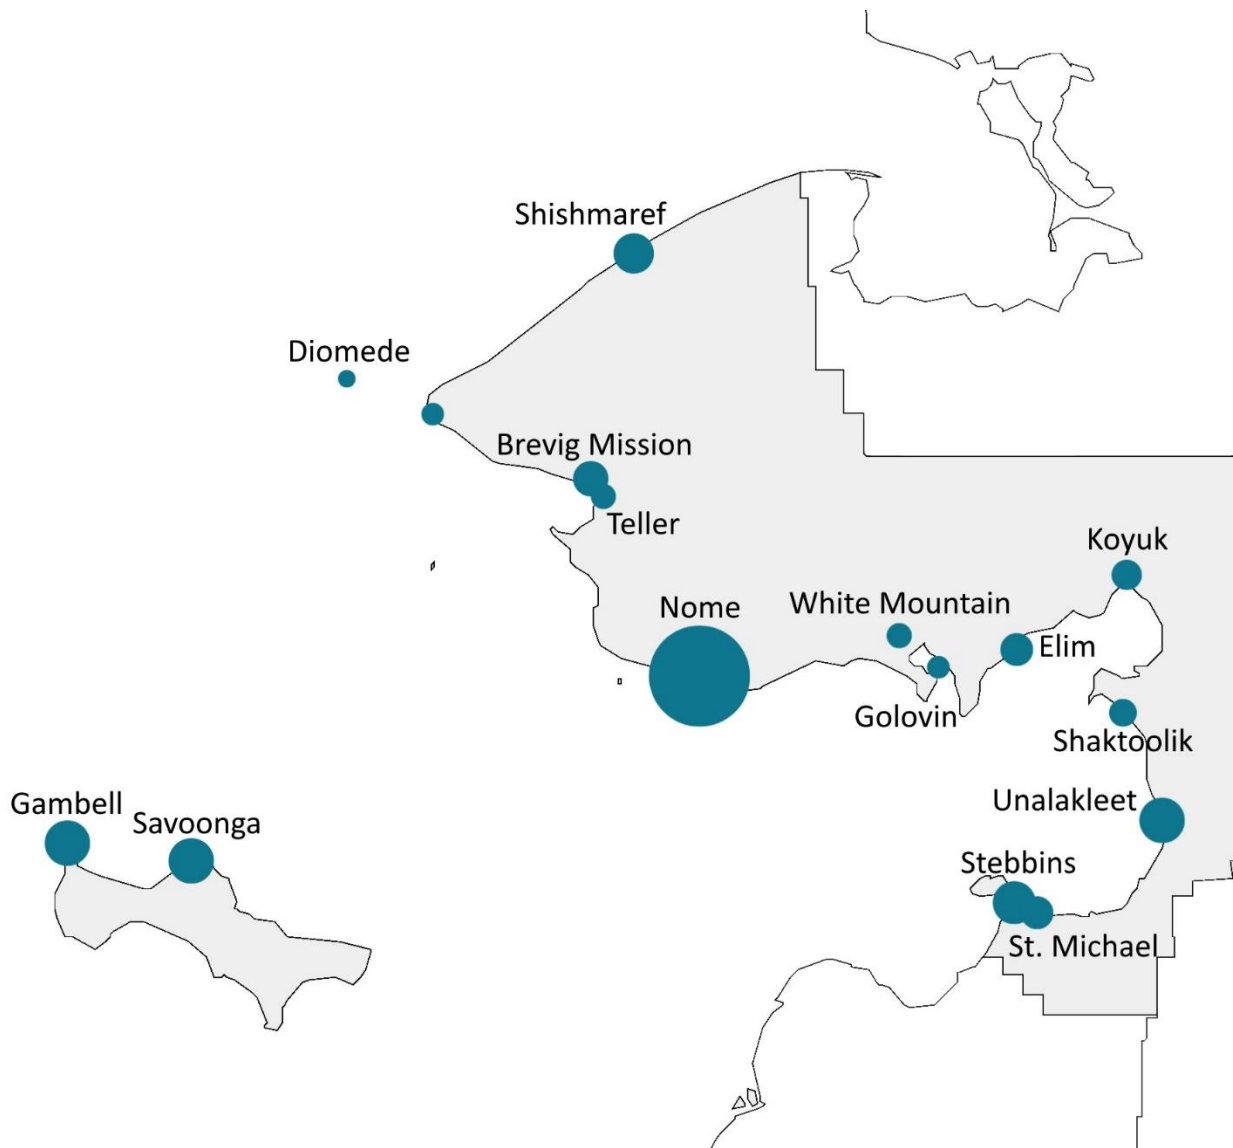 Shishmaref
Diomede
Brevig Mission
Teller
Koyuk
Nome
White Mountain
Elim
Golovin
Shaktoolik
Gambell
Savoonga
Unalakleet
Stebbins
St. Michael